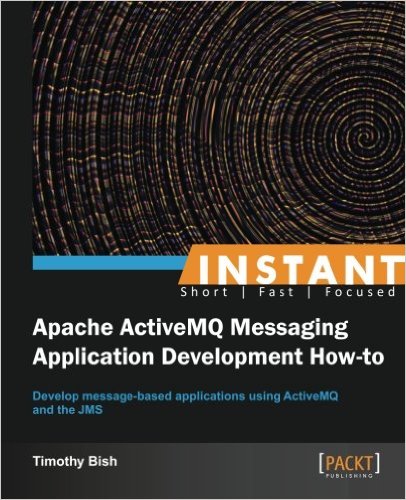 INSTANT
Short | Fast | Focused
Apache ActiveMQ Messaging
Application Development How-to
Develop message-based applications using ActiveMQ
and the JMS
Timothy Bish
[PACKT]
PUBLISHING